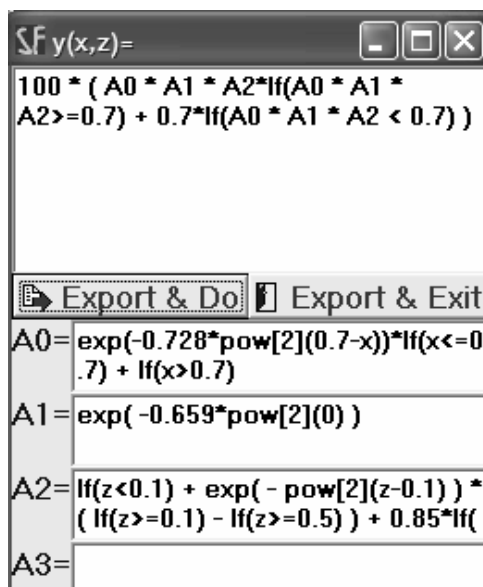 SF y(x,z)=
100 * ( A0 * A1 * A2*If(A0 * A1 *
A2>=0.7) + 0.7*If(A0 * A1 * A2 < 0.7) )
Export & Do Export & Exit
A0= exp(-0.728*pow[2](0.7-x))*If(x<=0
.7) + If(x>0.7)
A1= exp( -0.659*pow[2](0) )
A2= If(z<0.1) + exp( - pow[2](z-0.1) ) *
( If(z>=0.1) - If(z>=0.5) ) + 0.85*If(
A3=